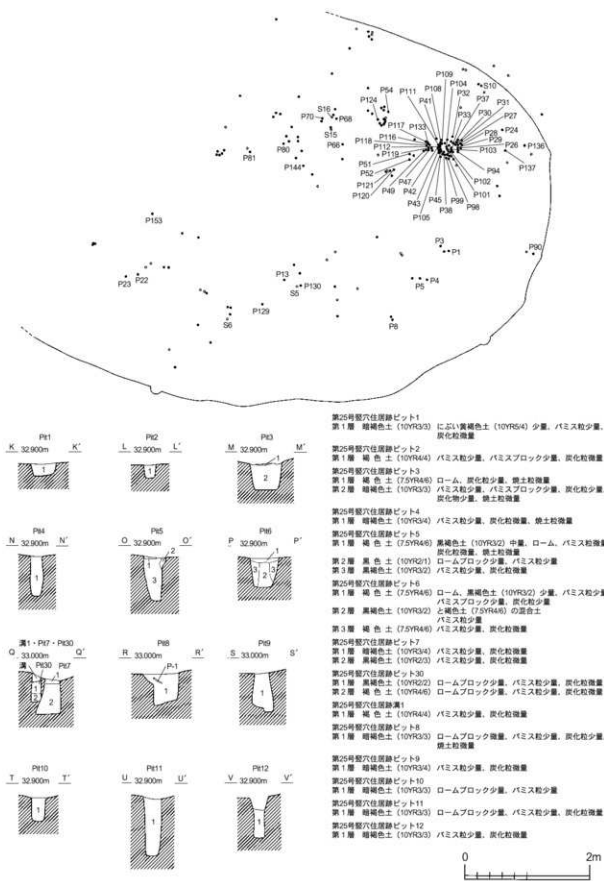 P109
P104
P108
P32
P37
S10
P111
P41
P54
P124
P33
P30
P31
P27
S16
P70
P68
S15
P117
P133
P116
P118
P112
P119
P28
P24
P29
P26
P136
P103
P137
P80
P66
P81
P144
P51
P52
P121
P120
P49
P47
P42
P43
P45
P105
P38
P99
P98
P101
P102
P94
P153
P3
P1
P90
P13
P23
P22
S5
P130
P5
P4
P129
S6
P8
Pit1
K K'
32.900m
1
Pit2
L L'
32.900m
1
Pit3
M M'
32.900m
1
2
Pit4
N N'
32.900m
1
Pit5
O O'
32.900m
2
1
3
Pit6
P P'
32.900m
1
3 2 3
溝1・Pit7・Pit30
Q Q'
33.000m
溝 Pit30 Pit7
1
2
Pit8
R R'
33.000m
P-1
1
Pit9
S S'
33.000m
1
Pit10
T T'
32.900m
1
Pit11
U U'
32.900m
1
Pit12
V V'
32.900m
1
第25号竪穴住居跡ピット1
第1層 暗褐色土(10YR3/3) にぶい黄褐色土(10YR5/4)少量、パミス粒少量、
炭化粒微量
第25号竪穴住居跡ピット2
第1層 褐色土(10YR4/4) パミス粒少量、パミスブロック少量、炭化粒微量
第25号竪穴住居跡ピット3
第1層 褐色土(7.5YR4/6) ローム、炭化粒少量、焼土粒微量
第2層 暗褐色土(10YR3/3) パミス粒少量、パミスブロック少量、炭化粒少量、
炭化物少量、焼土粒微量
第25号竪穴住居跡ピット4
第1層 暗褐色土(10YR3/4) パミス粒少量、炭化粒微量、焼土粒微量
第25号竪穴住居跡ピット5
第1層 褐色土(7.5YR4/6) 黒褐色土(10YR3/2)中量、ローム、パミス粒微量
炭化粒微量、焼土粒微量
第2層 黒色土(10YR2/1) ロームブロック少量、パミス粒少量
第3層 黒褐色土(10YR3/2) パミス粒少量、炭化粒微量
第25号竪穴住居跡ピット6
第1層 褐色土(7.5YR4/6) ローム、黒褐色土(10YR3/2)少量、パミス粒少量
パミスブロック少量、炭化粒少量
第2層 黒褐色土(10YR3/2)と褐色土(7.5YR4/6)の混合土
パミス粒少量
第3層 褐色土(7.5YR4/6) パミス粒少量、炭化粒微量
第25号竪穴住居跡ピット7
第1層 暗褐色土(10YR3/4) パミス粒少量、炭化粒微量
第2層 黒褐色土(10YR2/3) パミス粒少量、炭化粒微量
第25号竪穴住居跡ピット30
第1層 黒褐色土(10YR2/2) ロームブロック少量、パミス粒少量、炭化粒微量
第2層 褐色土(10YR4/6) ロームブロック少量、パミス粒少量、炭化粒微量
第25号竪穴住居跡溝1
第1層 褐色土(10YR4/4) パミス粒少量、炭化粒微量
第25号竪穴住居跡ピット8
第1層 暗褐色土(10YR3/3) ロームブロック微量、パミス粒少量、炭化粒少量、
焼土粒微量
第25号竪穴住居跡ピット9
第1層 暗褐色土(10YR3/4) パミス粒少量、炭化粒微量
第25号竪穴住居跡ピット10
第1層 暗褐色土(10YR3/3) ロームブロック少量、パミス粒少量
第25号竪穴住居跡ピット11
第1層 暗褐色土(10YR3/3) ロームブロック少量、パミス粒少量、炭化粒微量
第25号竪穴住居跡ピット12
第1層 暗褐色土(10YR3/3) パミス粒少量、炭化粒微量
0 2m